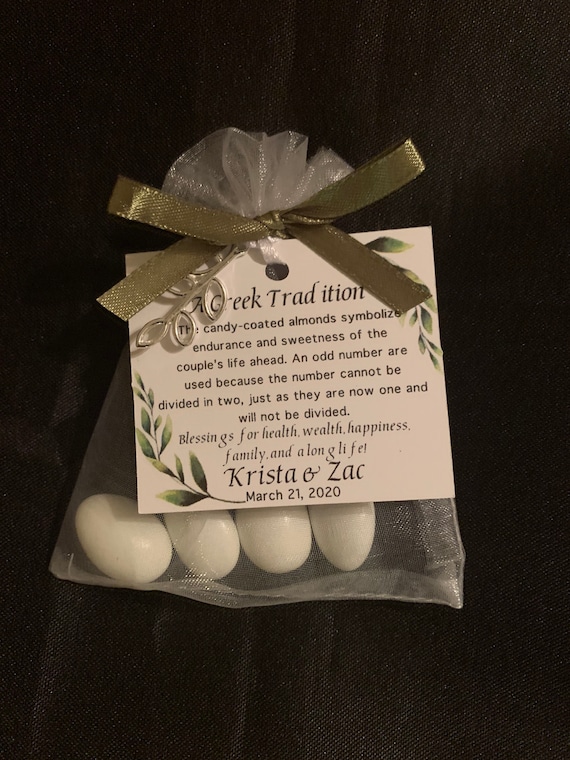 A Greek Tradition
The candy-coated almonds symbolize
endurance and sweetness of the
couple's life ahead. An odd number are
used because the number cannot be
divided in two, just as they are now one and
will not be divided.
Blessings for health, wealth, happiness,
family, and a long life!
Krista & Zac
March 21, 2020